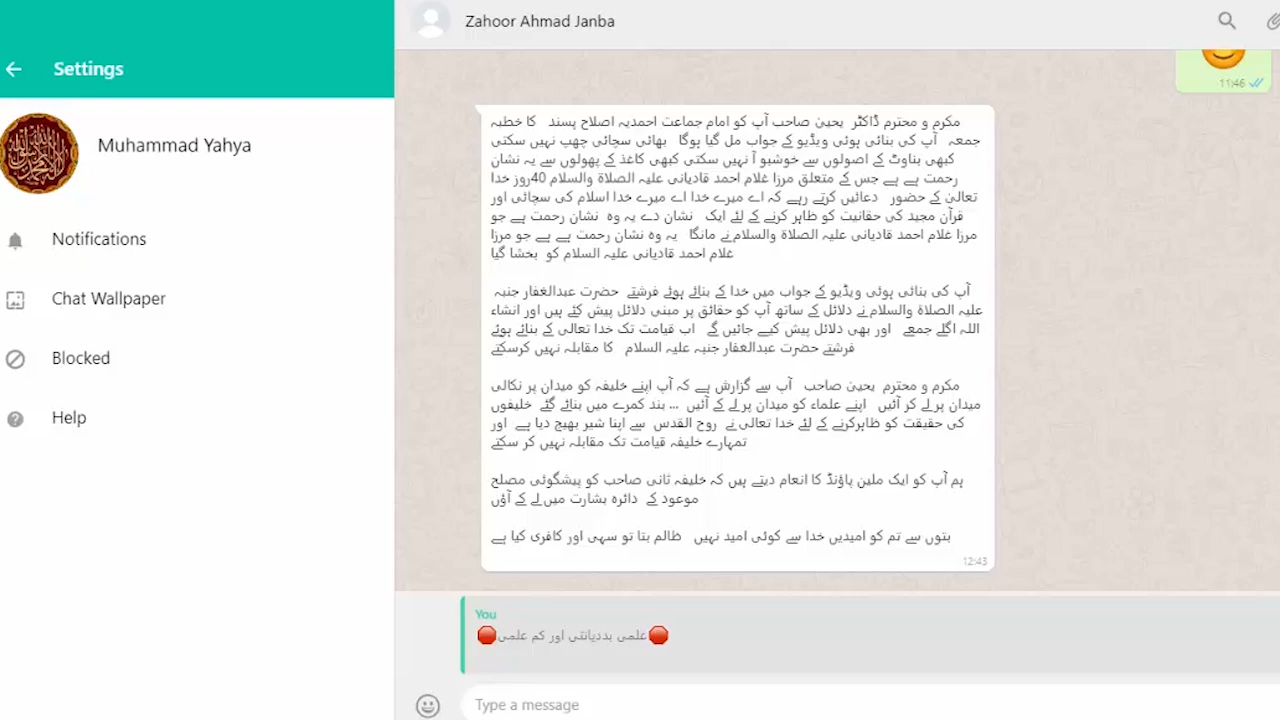 Settings
Muhammad Yahya
Notifications
Chat Wallpaper
Blocked
Help
Zahoor Ahmad Janba
11:46
مکرم و محترم ڈاکٹر یحییٰ صاحب آپ کو امام جماعت احمدیہ اصلاح پسند کا خطبہ
جمعہ آپ کی بنائی ہوئی ویڈیو کے جواب مل گیا ہوگا بھائی سچائی چھپ نہیں سکتی
کبھی بناوٹ کے اصولوں سے خوشبو آ نہیں سکتی کبھی کاغذ کے پھولوں سے یہ نشان
رحمت ہے ہے جس کے متعلق مرزا غلام احمد قادیانی علیہ الصلاۃ والسلام 40روز خدا
تعالیٰ کے حضور دعائیں کرتے رہے کہ اے میرے خدا اے میرے خدا اسلام کی سچائی اور
قرآن مجید کی حقانیت کو ظاہر کرنے کے لئے ایک نشان دے یہ وہ نشان رحمت ہے جو
مرزا غلام احمد قادیانی علیہ الصلاۃ والسلام نے مانگا یہ وہ نشان رحمت ہے ہے جو مرزا
غلام احمد قادیانی علیہ السلام کو بخشا گیا
آپ کی بنائی ہوئی ویڈیو کے جواب میں خدا کے بنائے ہوئے فرشتے حضرت عبدالغفار جنبہ
علیہ الصلاۃ والسلام نے دلائل کے ساتھ آپ کو حقائق پر مبنی دلائل پیش کئے ہیں اور انشاء
اللہ اگلے جمعے اور بھی دلائل پیش کیے جائیں گے اب قیامت تک خدا تعالیٰ کے بنائے ہوئے
فرشتے حضرت عبدالغفار جنبہ علیہ السلام کا مقابلہ نہیں کرسکتے
مکرم و محترم یحییٰ صاحب آپ سے گزارش ہے کہ آپ اپنے خلیفہ کو میدان پر نکالی
میدان پر لے کر آئیں اپنے علماء کو میدان پر لے کے آئیں ... بند کمرے میں بنائے گئے خلیفوں
کی حقیقت کو ظاہرکرنے کے لئے خدا تعالیٰ نے روح القدس سے اپنا شیر بھیج دیا ہے اور
تمہارے خلیفہ قیامت تک مقابلہ نہیں کر سکتے
ہم آپ کو ایک ملین پاؤنڈ کا انعام دیتے ہیں کہ خلیفہ ثانی صاحب کو پیشگوئی مصلح
موعود کے دائرہ بشارت میں لے کے آؤں
بتوں سے تم کو امیدیں خدا سے کوئی امید نہیں ظالم بتا تو سہی اور کافری کیا ہے
12:43
You
🛑علمی بددیانتی اور کم علمی🛑
Type a message